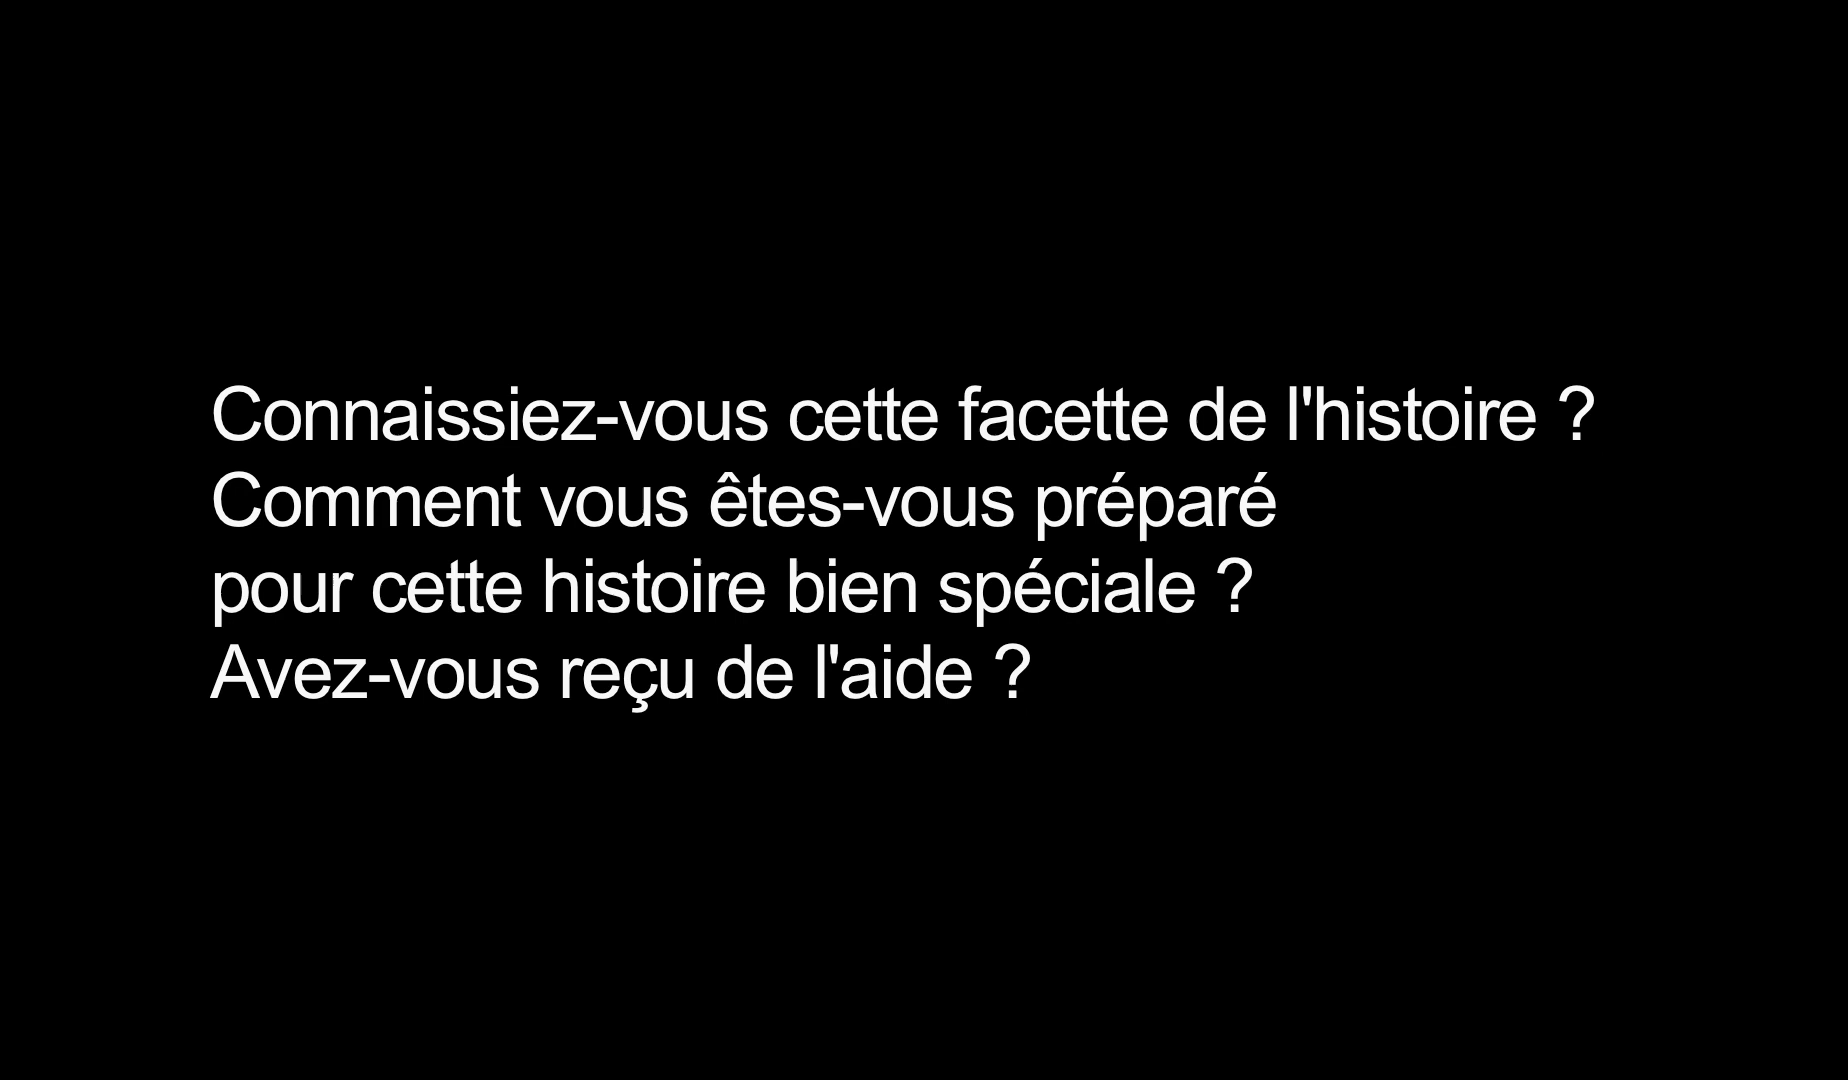 Connaissiez-vous cette facette de l'histoire ?
Comment vous êtes-vous préparé
pour cette histoire bien spéciale ?
Avez-vous reçu de l'aide ?